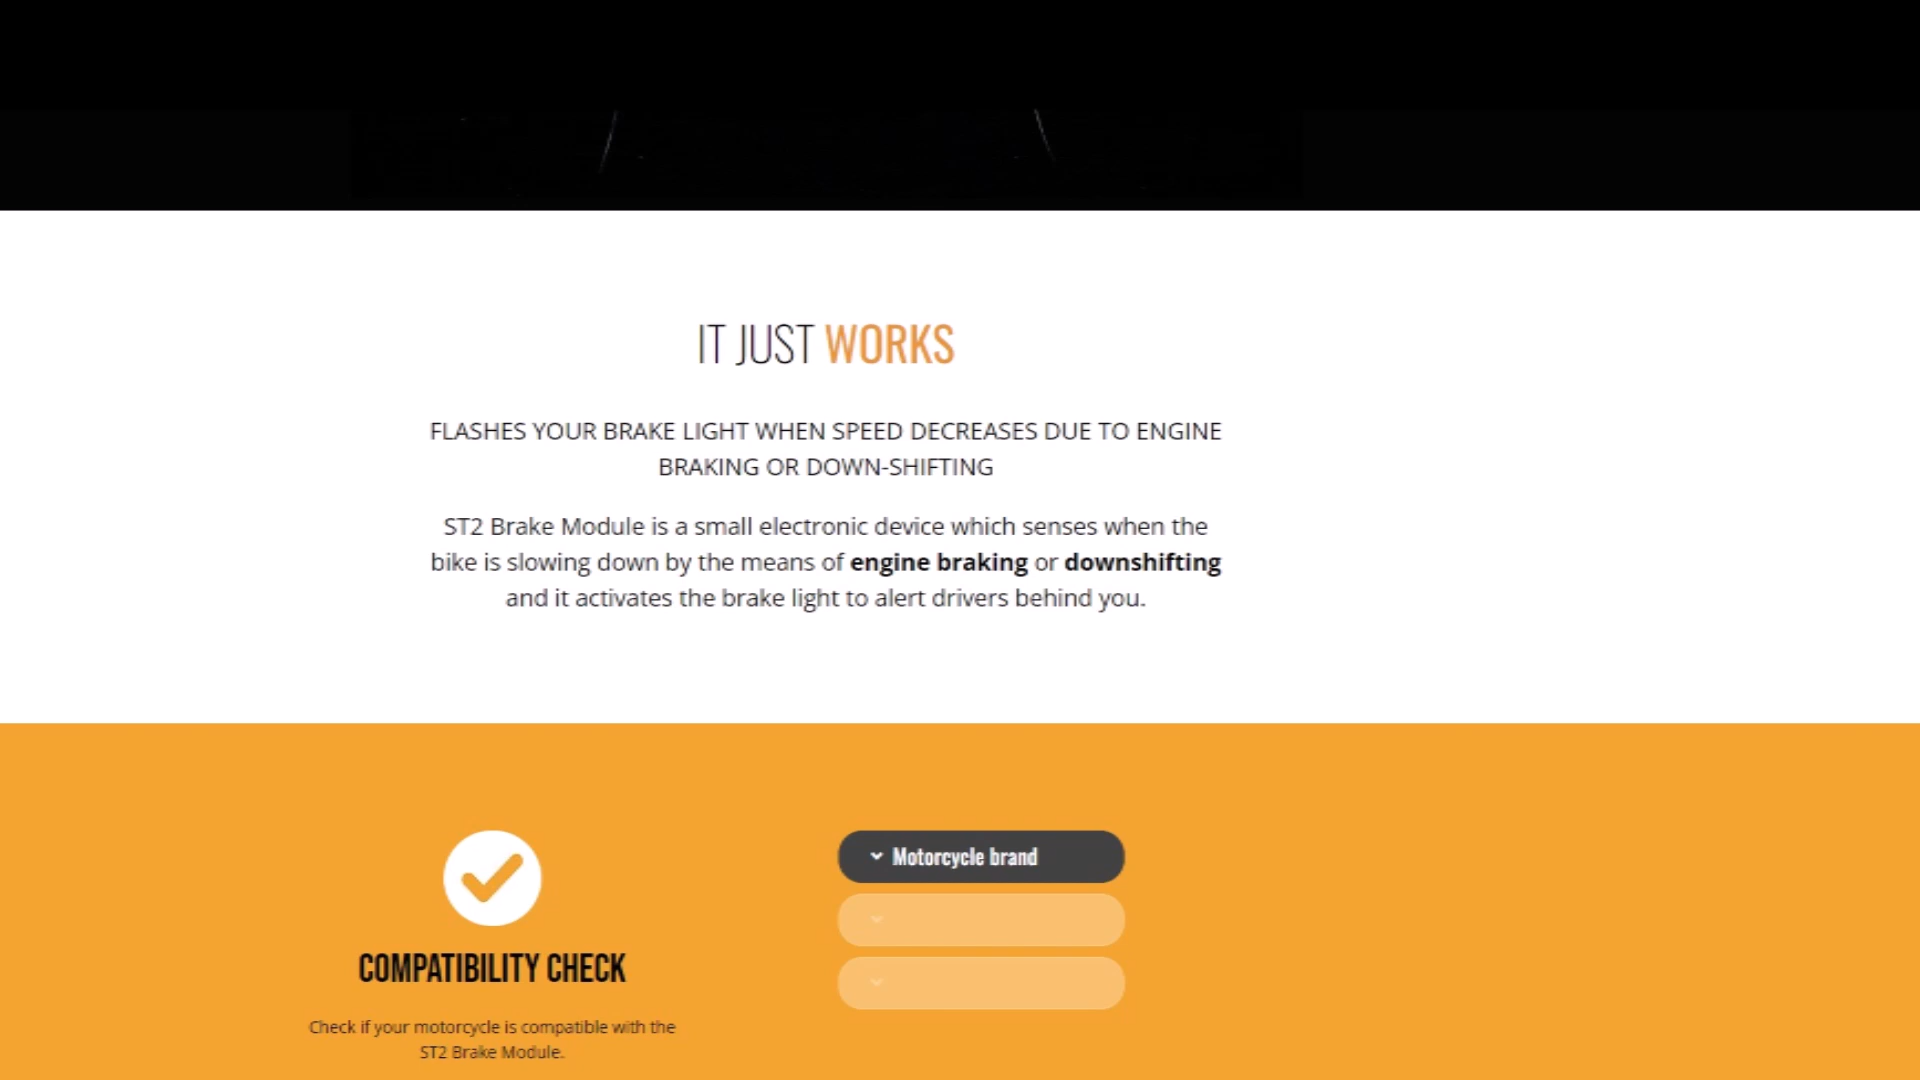 IT JUST WORKS
FLASHES YOUR BRAKE LIGHT WHEN SPEED DECREASES DUE TO ENGINE
BRAKING OR DOWN-SHIFTING
ST2 Brake Module is a small electronic device which senses when the
bike is slowing down by the means of engine braking or downshifting
and it activates the brake light to alert drivers behind you.
Motorcycle brand
COMPATIBILITY CHECK
Check if your motorcycle is compatible with the
ST2 Brake Module.